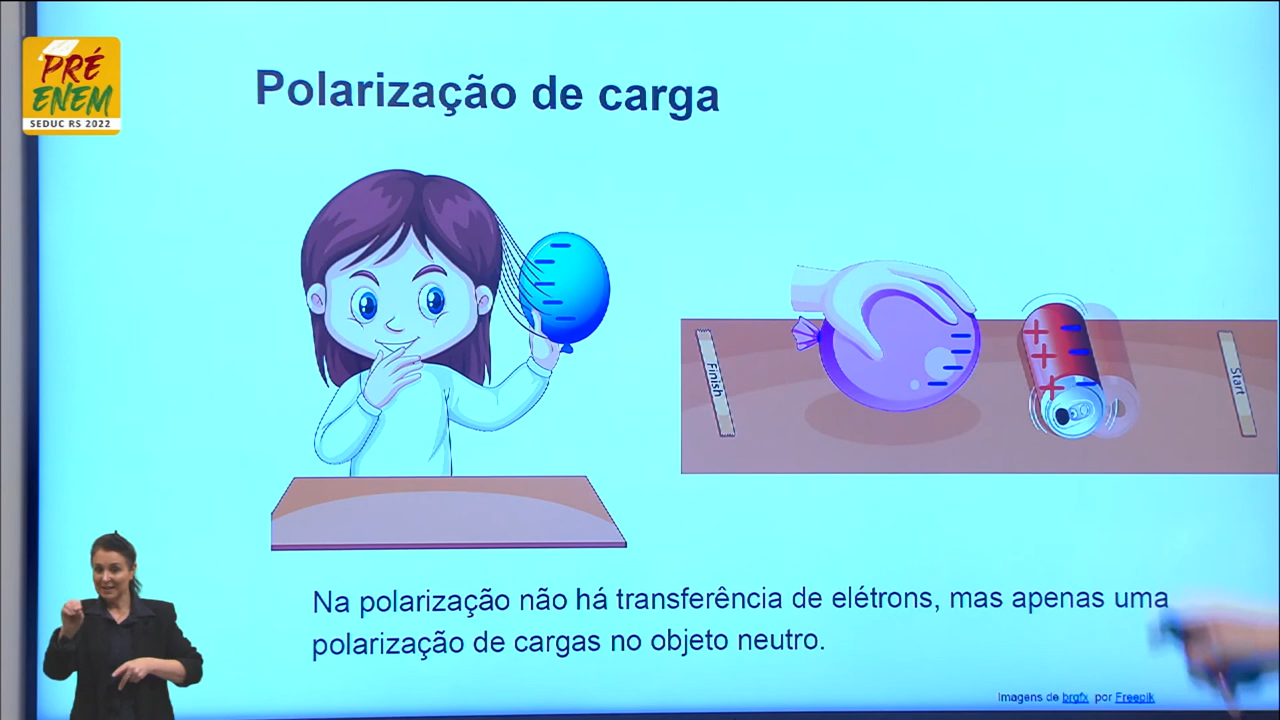 PRÉ
ENEM
SEDUC RS 2022
Polarização de carga
Finish
Start
Na polarização não há transferência de elétrons, mas apenas uma
polarização de cargas no objeto neutro.
Imagens de brgfx por Freepik